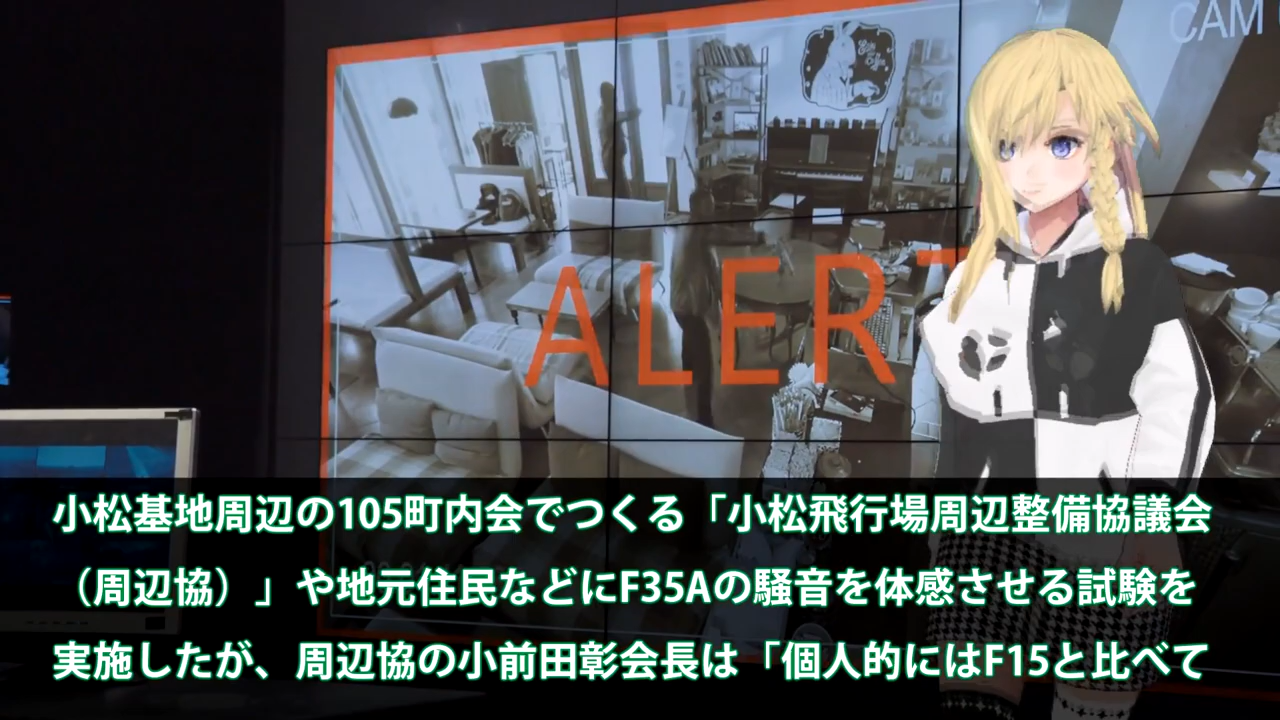 CAM
ALERT
小松基地周辺の105町内会でつくる「小松飛行場周辺整備協議会
（周辺協）」や地元住民などにF35Aの騒音を体感させる試験を
実施したが、周辺協の小前田彰会長は「個人的にはF15と比べて